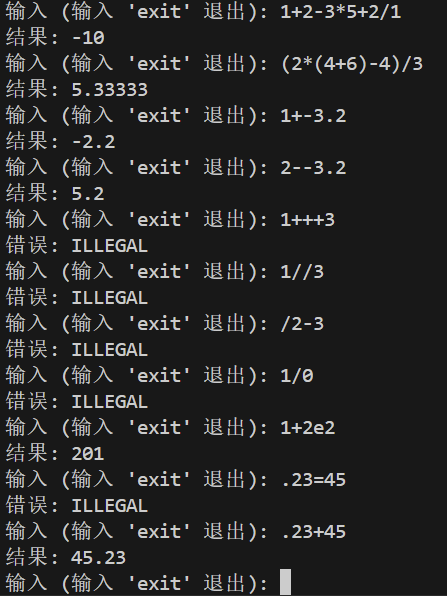 输入 (输入 'exit' 退出): 1+2-3*5+2/1
结果: -10
输入 (输入 'exit' 退出): (2*(4+6)-4)/3
结果: 5.33333
输入 (输入 'exit' 退出): 1+-3.2
结果: -2.2
输入 (输入 'exit' 退出): 2--3.2
结果: 5.2
输入 (输入 'exit' 退出): 1+++3
错误: ILLEGAL
输入 (输入 'exit' 退出): 1//3
错误: ILLEGAL
输入 (输入 'exit' 退出): /2-3
错误: ILLEGAL
输入 (输入 'exit' 退出): 1/0
错误: ILLEGAL
输入 (输入 'exit' 退出): 1+2e2
结果: 201
输入 (输入 'exit' 退出): .23=45
错误: ILLEGAL
输入 (输入 'exit' 退出): .23+45
结果: 45.23
输入 (输入 'exit' 退出):